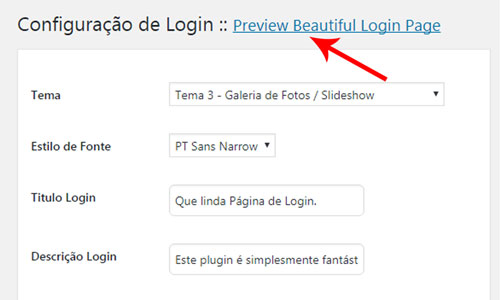 Configuração de Login :: Preview Beautiful Login Page
Tema
Tema 3 - Galeria de Fotos / Slideshow
Estilo de Fonte
PT Sans Narrow
Título Login
Que linda Página de Login.
Descrição Login
Este plugin é simplesmente fantást